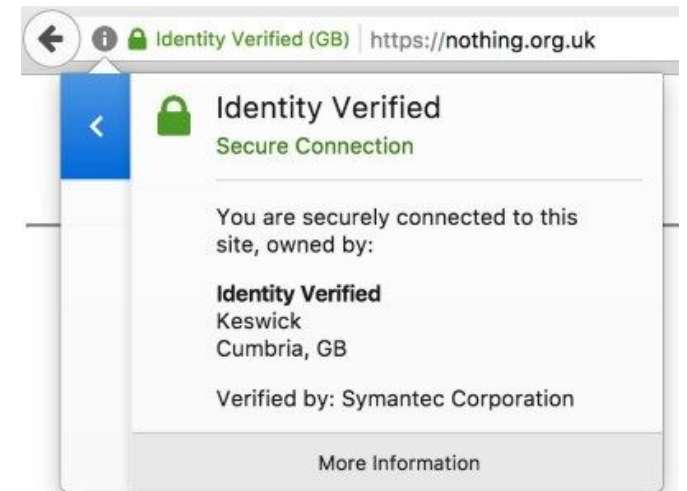 Identity Verified (GB) https://nothing.org.uk
Identity Verified
Secure Connection
You are securely connected to this
site, owned by:
Identity Verified
Keswick
Cumbria, GB
Verified by: Symantec Corporation
More Information